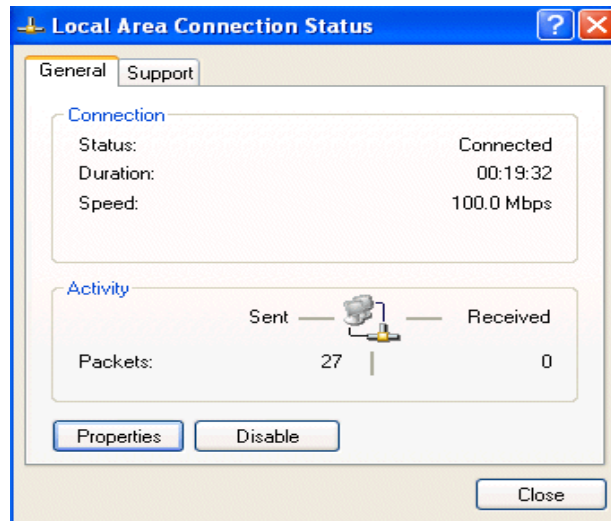 Local Area Connection Status
General Support
Connection
Status: Connected
Duration: 00:19:32
Speed: 100.0 Mbps
Activity
Sent Received
Packets: 27 0
Properties Disable
Close